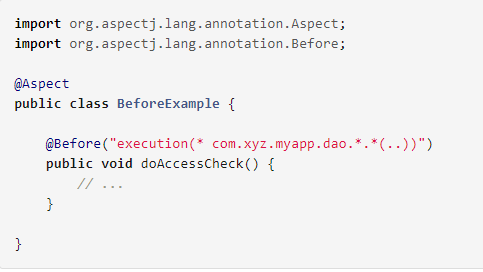 import org.aspectj.lang.annotation.Aspect;
import org.aspectj.lang.annotation.Before;

@Aspect
public class BeforeExample {

    @Before("execution(* com.xyz.myapp.dao.*.*(..))")
    public void doAccessCheck() {
        // ...
    }

}